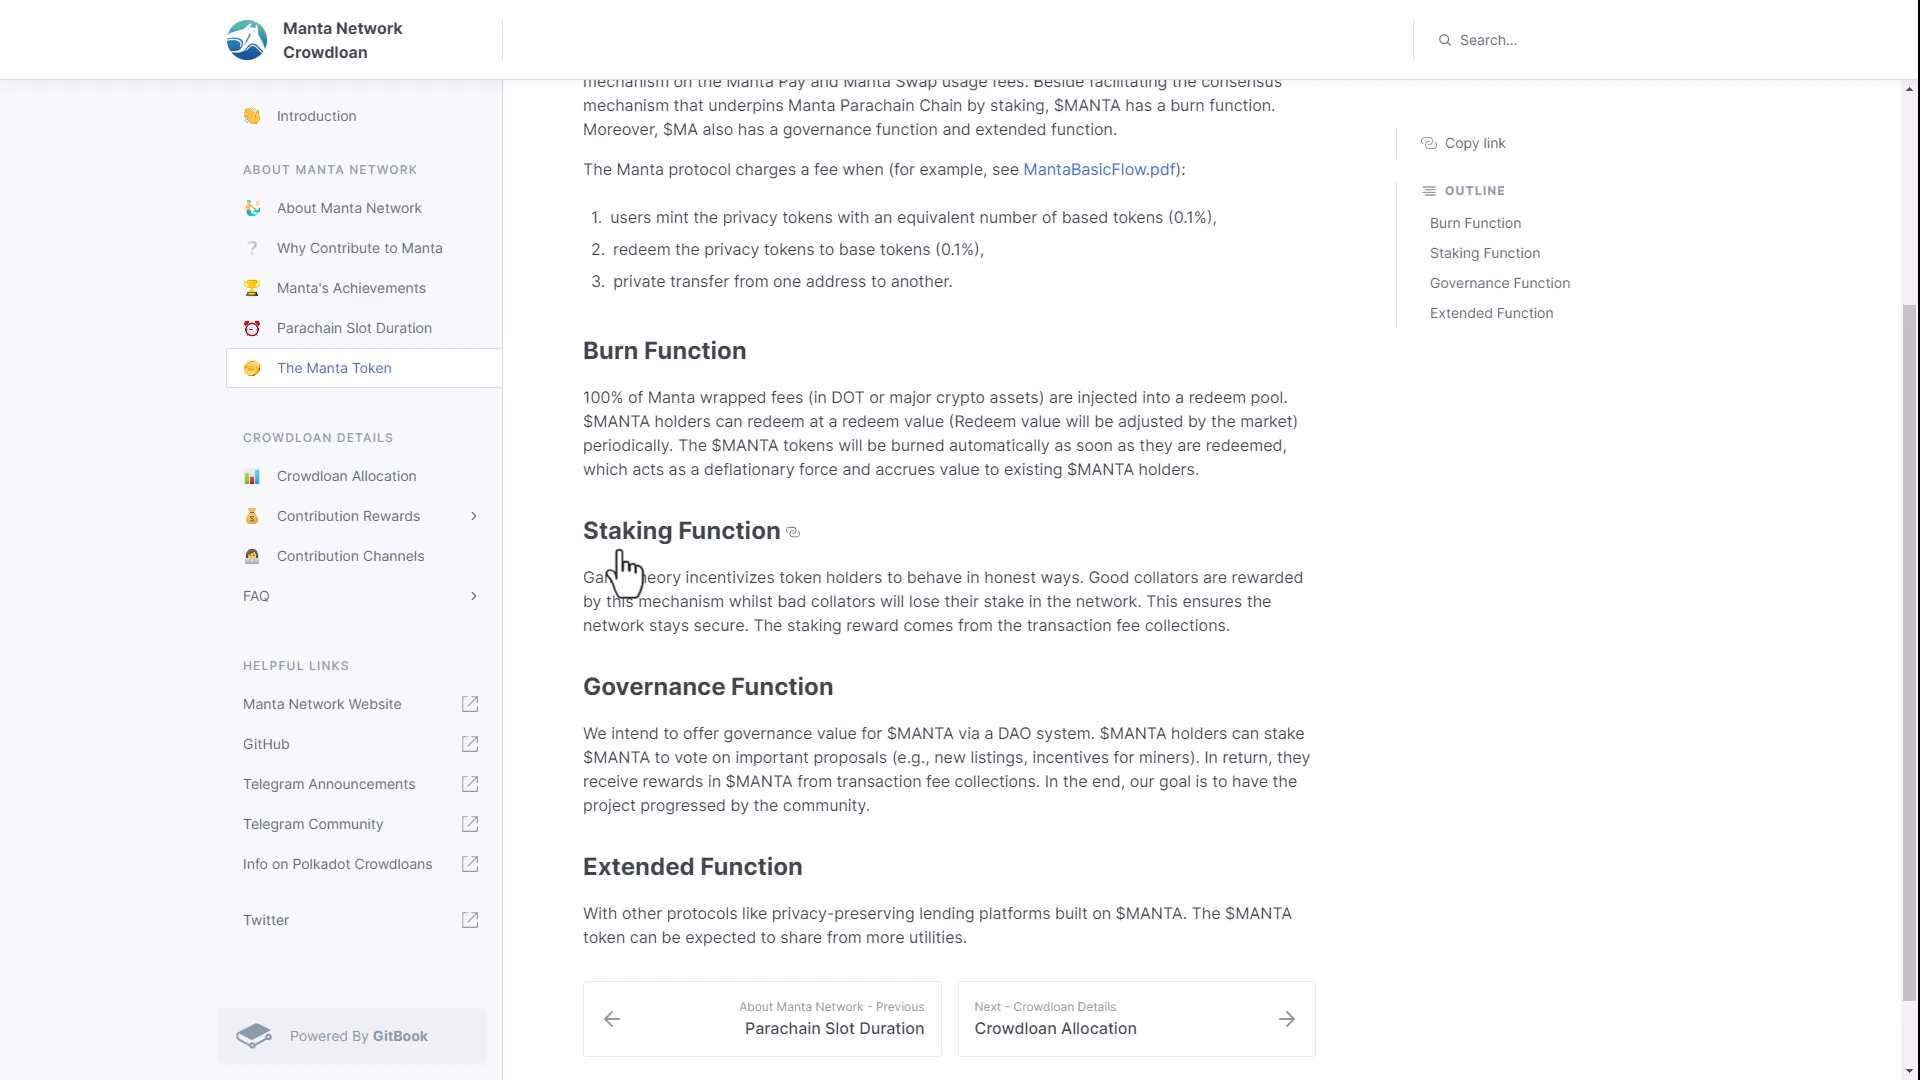 Manta Network
Crowdloan
Search...
Introduction
ABOUT MANTA NETWORK
About Manta Network
Why Contribute to Manta
Manta's Achievements
Parachain Slot Duration
The Manta Token
CROWDLOAN DETAILS
Crowdloan Allocation
Contribution Rewards
Contribution Channels
FAQ
HELPFUL LINKS
Manta Network Website
GitHub
Telegram Announcements
Telegram Community
Info on Polkadot Crowdloans
Twitter
Powered By GitBook
mechanism on the Manta Pay and Manta Swap usage fees. Beside facilitating the consensus
mechanism that underpins Manta Parachain Chain by staking, $MANTA has a burn function.
Moreover, $MA also has a governance function and extended function.
The Manta protocol charges a fee when (for example, see MantaBasicFlow.pdf):
1. users mint the privacy tokens with an equivalent number of based tokens (0.1%),
2. redeem the privacy tokens to base tokens (0.1%),
3. private transfer from one address to another.
Burn Function
100% of Manta wrapped fees (in DOT or major crypto assets) are injected into a redeem pool.
$MANTA holders can redeem at a redeem value (Redeem value will be adjusted by the market)
periodically. The $MANTA tokens will be burned automatically as soon as they are redeemed,
which acts as a deflationary force and accrues value to existing $MANTA holders.
Staking Function
incentivizes token holders to behave in honest ways. Good collators are rewarded
by this mechanism whilst bad collators will lose their stake in the network. This ensures the
network stays secure. The staking reward comes from the transaction fee collections.
Governance Function
We intend to offer governance value for $MANTA via a DAO system. $MANTA holders can stake
$MANTA to vote on important proposals (e.g., new listings, incentives for miners). In return, they
receive rewards in $MANTA from transaction fee collections. In the end, our goal is to have the
project progressed by the community.
Extended Function
With other protocols like privacy-preserving lending platforms built on $MANTA. The $MANTA
token can be expected to share from more utilities.
About Manta Network - Previous
Parachain Slot Duration
Next - Crowdloan Details
Crowdloan Allocation
Copy link
OUTLINE
Burn Function
Staking Function
Governance Function
Extended Function